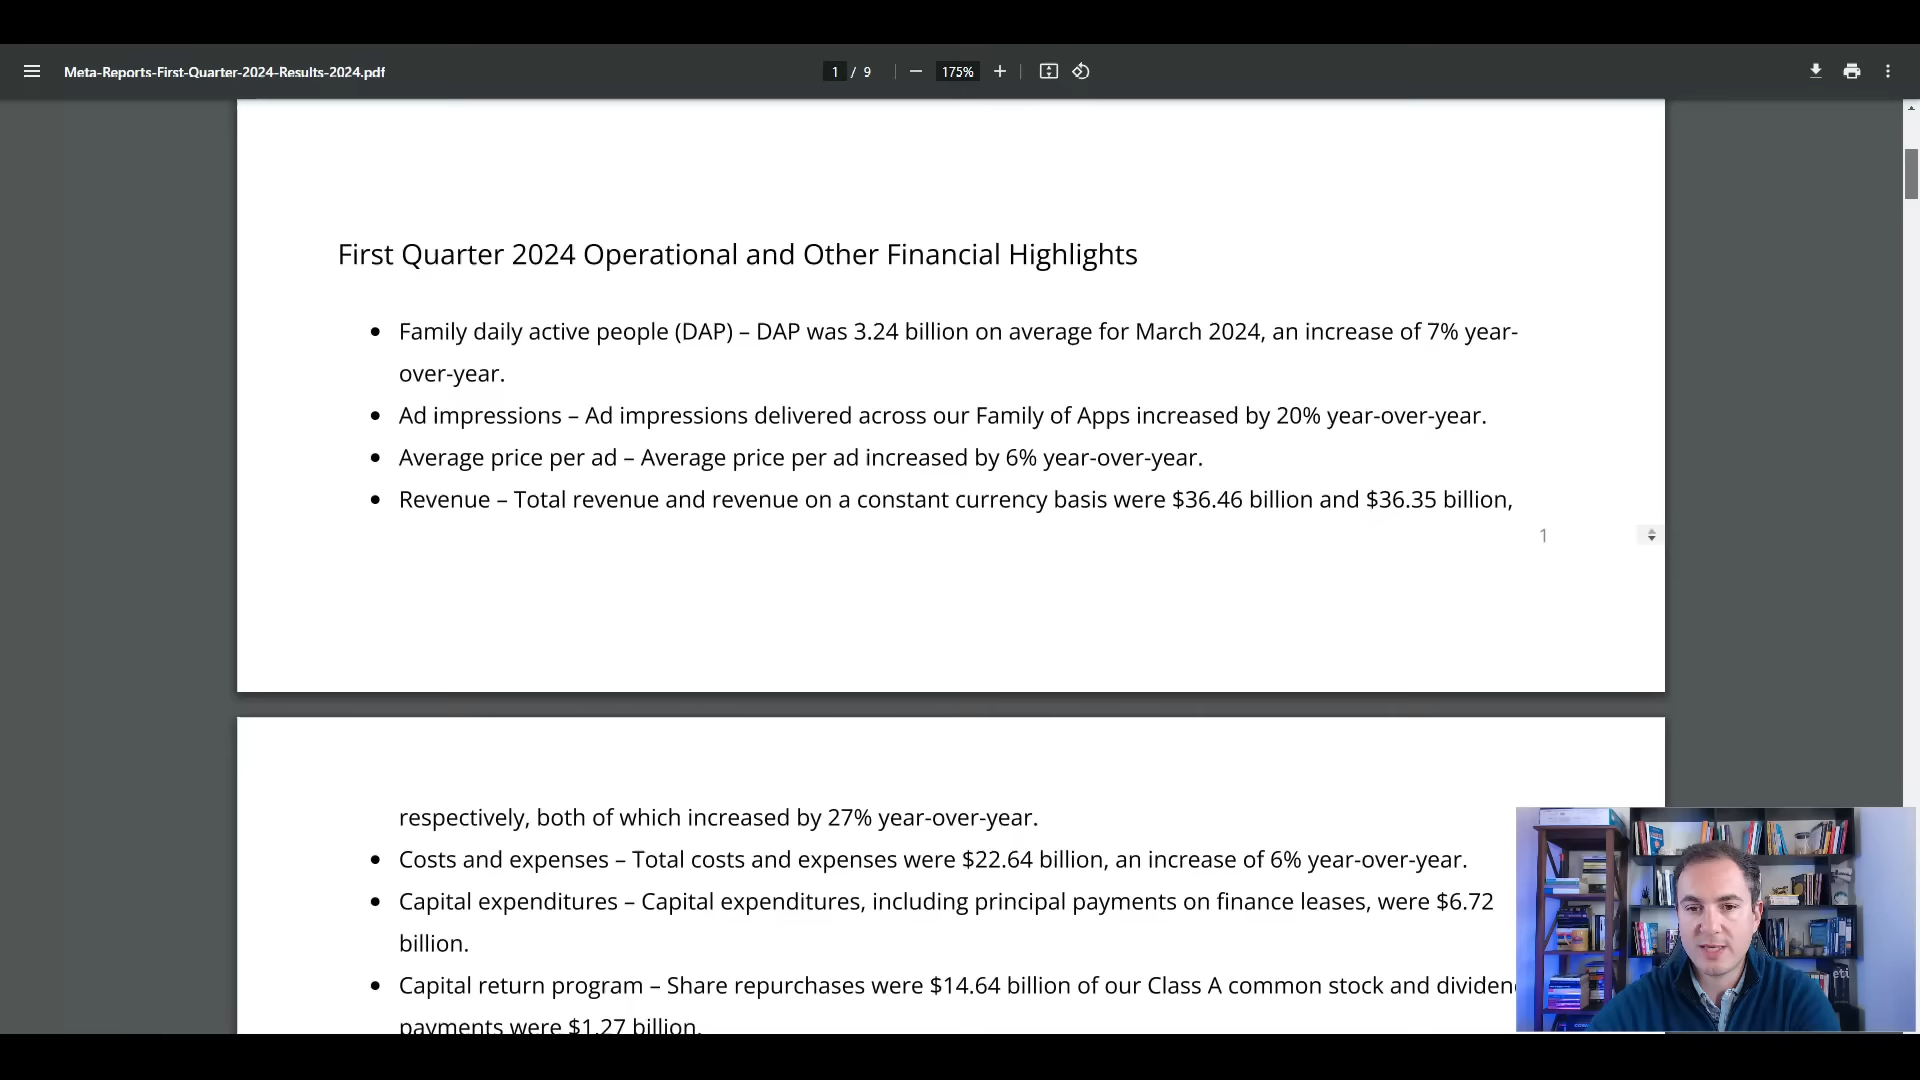 Meta-Reports-First-Quarter-2024-Results-2024.pdf
1 / 9
175%
First Quarter 2024 Operational and Other Financial Highlights
• Family daily active people (DAP) – DAP was 3.24 billion on average for March 2024, an increase of 7% year-
over-year.
• Ad impressions – Ad impressions delivered across our Family of Apps increased by 20% year-over-year.
• Average price per ad – Average price per ad increased by 6% year-over-year.
• Revenue – Total revenue and revenue on a constant currency basis were $36.46 billion and $36.35 billion,
1
respectively, both of which increased by 27% year-over-year.
• Costs and expenses – Total costs and expenses were $22.64 billion, an increase of 6% year-over-year.
• Capital expenditures – Capital expenditures, including principal payments on finance leases, were $6.72
billion.
• Capital return program – Share repurchases were $14.64 billion of our Class A common stock and dividen
payments were $1.27 billion.